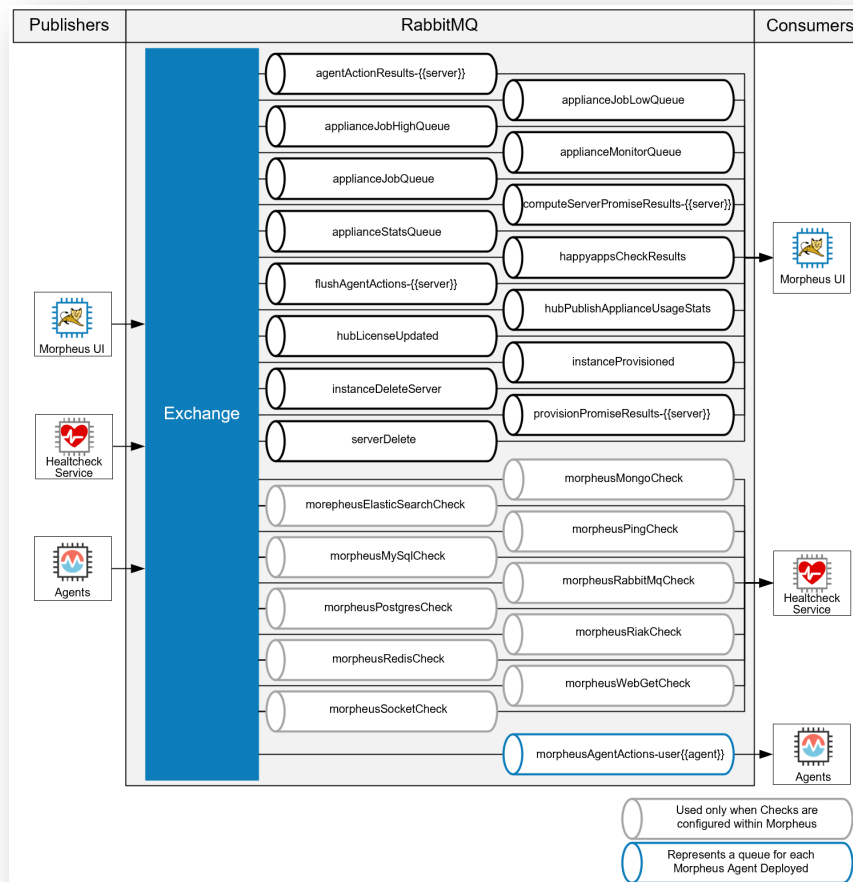 Publishers
RabbitMQ
Consumers
Exchange
agentActionResults-{{server}}
applianceJobLowQueue
applianceJobHighQueue
applianceMonitorQueue
applianceJobQueue
computeServerPromiseResults-{{server}}
applianceStatsQueue
happyappsCheckResults
flushAgentActions-{{server}}
hubPublishApplianceUsageStats
hubLicenseUpdated
instanceProvisioned
instanceDeleteServer
provisionPromiseResults-{{server}}
serverDelete
morpheusMongoCheck
morepheusElasticSearchCheck
morpheusPingCheck
morpheusMySqlCheck
morpheusRabbitMqCheck
morpheusPostgresCheck
morpheusRiakCheck
morpheusRedisCheck
morpheusWebGetCheck
morpheusSocketCheck
morpheusAgentActions-user{{agent}}
Morpheus UI
Healtcheck
Service
Agents
Morpheus UI
Healtcheck
Service
Agents
Used only when Checks are
configured within Morpheus
Represents a queue for each
Morpheus Agent Deployed